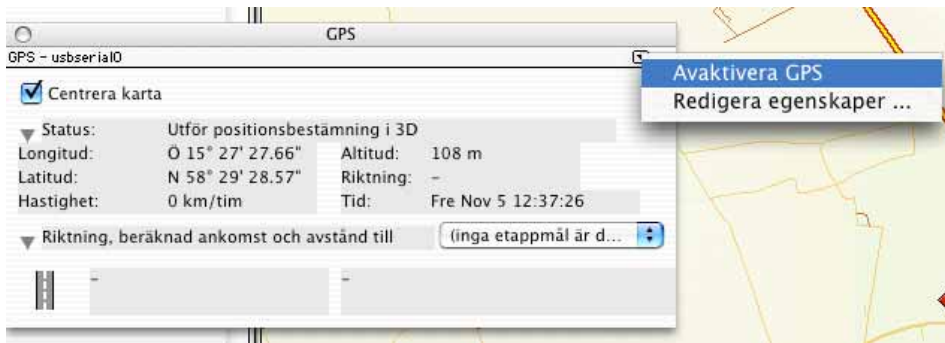 GPS
GPS - usbserial0
Avaktivera GPS
Redigera egenskaper ...
Centrera karta
Status: Utför positionsbestämning i 3D
Longitud: Ö 15° 27' 27.66" Altitud: 108 m
Latitud: N 58° 29' 28.57" Riktning: -
Hastighet: 0 km/tim Tid: Fre Nov 5 12:37:26
Riktning, beräknad ankomst och avstånd till (inga etappmål är d...
- -